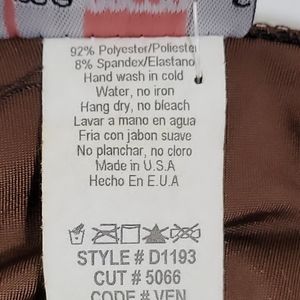 92% Polyester/Poliester
8% Spandex/Elastano
Hand wash in cold
Water, no iron
Hang dry, no bleach
Lavar a mano en agua
Fria con jabon suave
No planchar, no cloro
Made in U.S.A
Hecho En E.U.A
STYLE # D1193
CUT # 5066
CODE # VEN